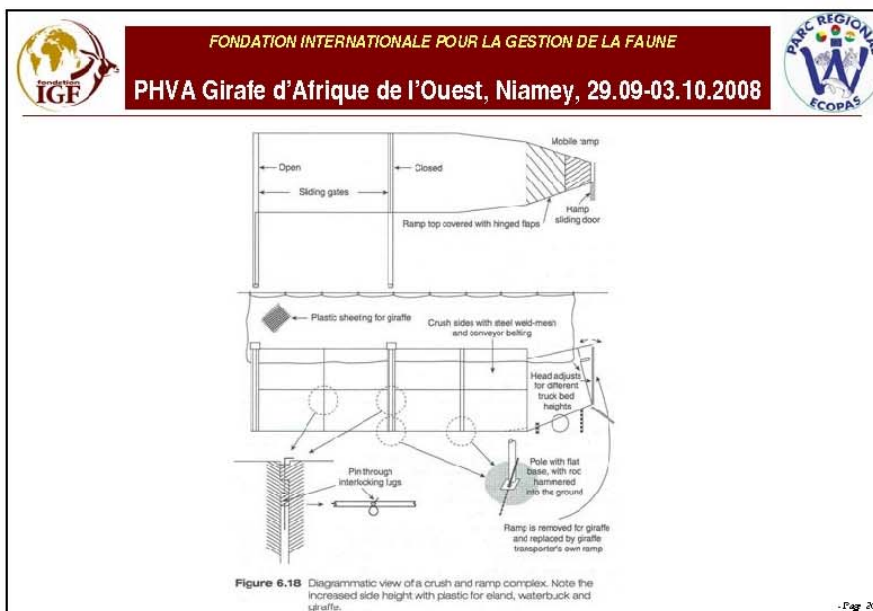 FONDATION INTERNATIONALE POUR LA GESTION DE LA FAUNE
PHVA Girafe d'Afrique de l'Ouest, Niamey, 29.09-03.10.2008
fondation
IGF
PARC REGIONAL
W
ECOPAS
Mobile ramp
Open
Closed
Sliding gates
Ramp
sliding door
Ramp top covered with hinged flaps
Plastic sheeting for giraffe
Crush sides with steel weld-mesh
and conveyor belting
Head adjusts
for different
truck bed
heights
Pin through
interlocking lugs
Pole with flat
base, with roc
hammered
into the ground
Ramp is removed for giraffe
and replaced by giraffe
transporter's own ramp
Figure 6.18 Diagrammatic view of a crush and ramp complex. Note the
increased side height with plastic for eland, waterbuck and
giraffe.
- Page 20